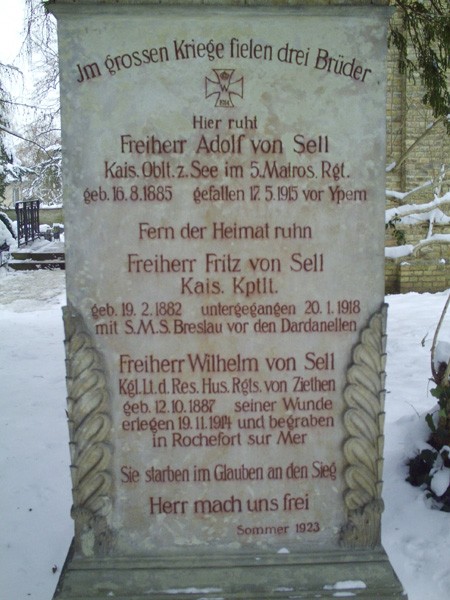 Jm grossen Kriege fielen drei Brüder
W
1914
Hier ruht
Freiherr Adolf von Sell
Kais. Oblt. z. See im 5. Matros. Rgt.
geb. 16. 8. 1885 gefallen 12. 5. 1915 vor Ypern
Fern der Heimat ruhn
Freiherr Fritz von Sell
Kais. Kptlt.
geb. 19. 2. 1882 untergegangen 20. 1. 1918
mit S. M. S. Breslau vor den Dardanellen
Freiherr Wilhelm von Sell
Kgl. Lt. d. Res. Hus. Rgts. von Ziethen
geb. 12. 10. 1887 seiner Wunde
erlegen 19. 11. 1914 und begraben
in Rochefort sur Mer
Sie starben im Glauben an den Sieg
Herr mach uns frei
Sommer 1923